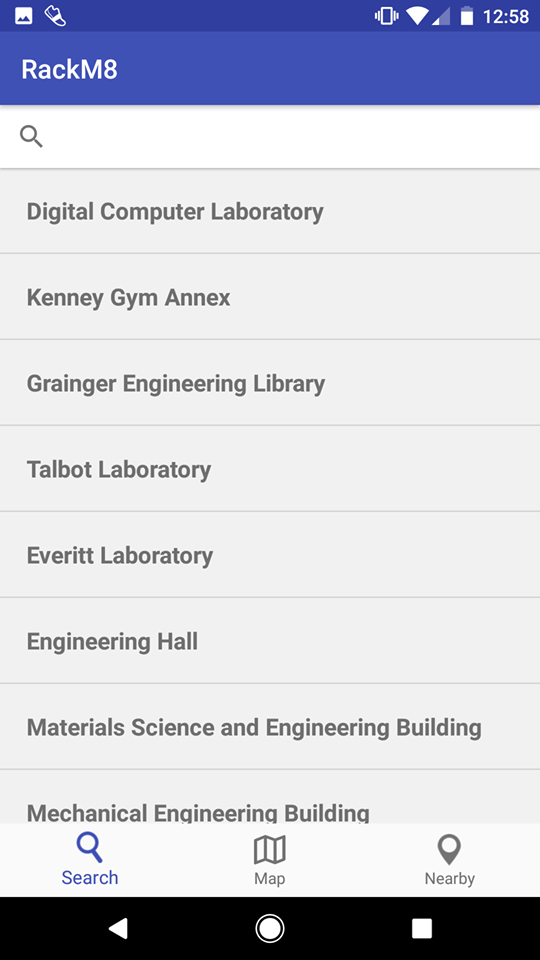 12:58
RackM8
Digital Computer Laboratory
Kenney Gym Annex
Grainger Engineering Library
Talbot Laboratory
Everitt Laboratory
Engineering Hall
Materials Science and Engineering Building
Mechanical Engineering Building
Search
Map
Nearby